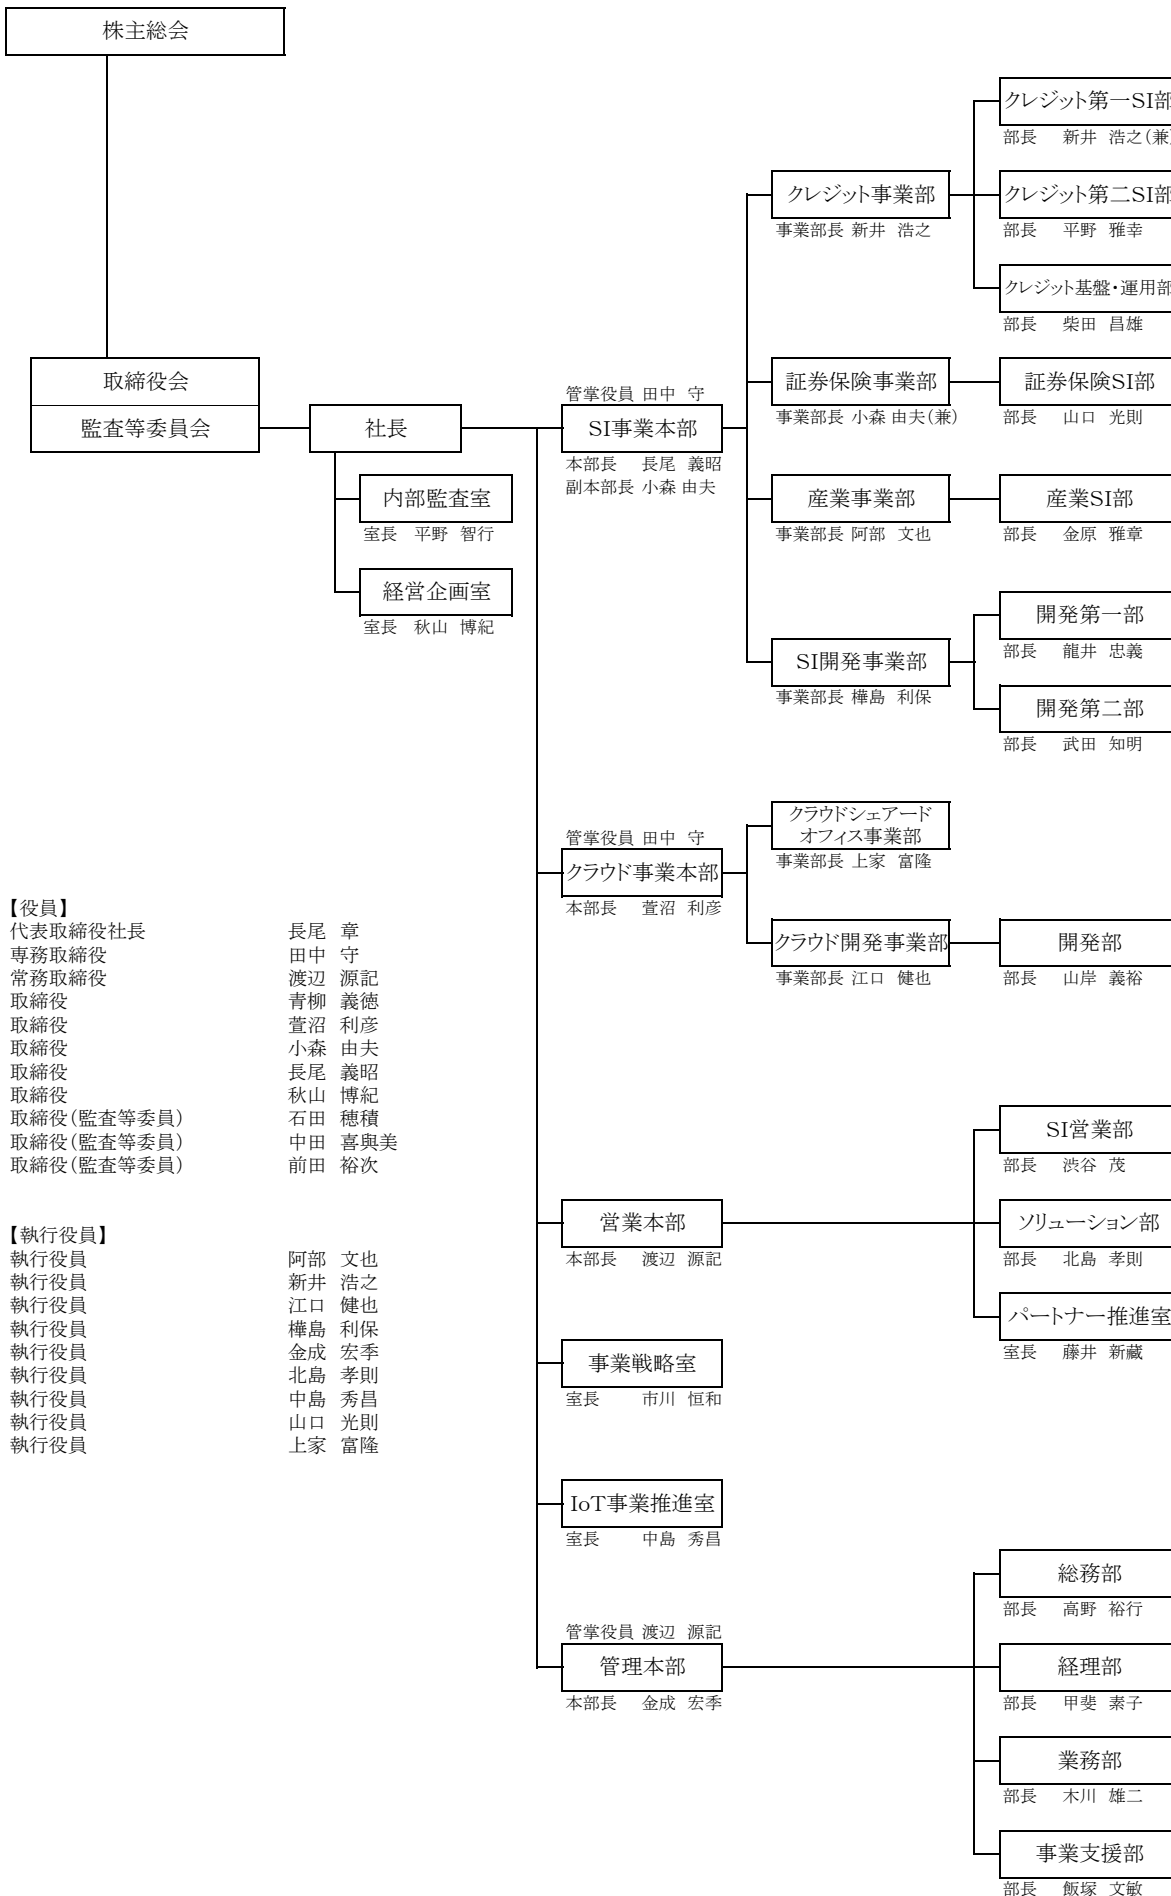 株主総会
クレジット第一SI部
部長 新井 浩之(兼
クレジット事業部
事業部長 新井 浩之
クレジット第二SI部
部長 平野 雅幸
クレジット基盤・運用部
部長 柴田 昌雄
取締役会
監査等委員会
社長
内部監査室
室長 平野 智行
経営企画室
室長 秋山 博紀
管掌役員 田中 守
SI事業本部
本部長 長尾 義昭
副本部長 小森 由夫
証券保険事業部
事業部長 小森 由夫(兼)
証券保険SI部
部長 山口 光則
産業事業部
事業部長 阿部 文也
産業SI部
部長 金原 雅章
SI開発事業部
事業部長 樺島 利保
開発第一部
部長 龍井 忠義
開発第二部
部長 武田 知明
管掌役員 田中 守
クラウド事業本部
本部長 萱沼 利彦
クラウドシェアード
オフィス事業部
事業部長 上家 富隆
クラウド開発事業部
事業部長 江口 健也
開発部
部長 山岸 義裕
【役員】
代表取締役社長 長尾 章
専務取締役 田中 守
常務取締役 渡辺 源記
取締役 青柳 義徳
取締役 萱沼 利彦
取締役 小森 由夫
取締役 長尾 義昭
取締役 秋山 博紀
取締役(監査等委員) 石田 穂積
取締役(監査等委員) 中田 喜與美
取締役(監査等委員) 前田 裕次
【執行役員】
執行役員 阿部 文也
執行役員 新井 浩之
執行役員 江口 健也
執行役員 樺島 利保
執行役員 金成 宏季
執行役員 北島 孝則
執行役員 中島 秀昌
執行役員 山口 光則
執行役員 上家 富隆
営業本部
本部長 渡辺 源記
SI営業部
部長 渋谷 茂
ソリューション部
部長 北島 孝則
パートナー推進室
室長 藤井 新藏
事業戦略室
室長 市川 恒和
IoT事業推進室
室長 中島 秀昌
管掌役員 渡辺 源記
管理本部
本部長 金成 宏季
総務部
部長 高野 裕行
経理部
部長 甲斐 素子
業務部
部長 木川 雄二
事業支援部
部長 飯塚 文敏